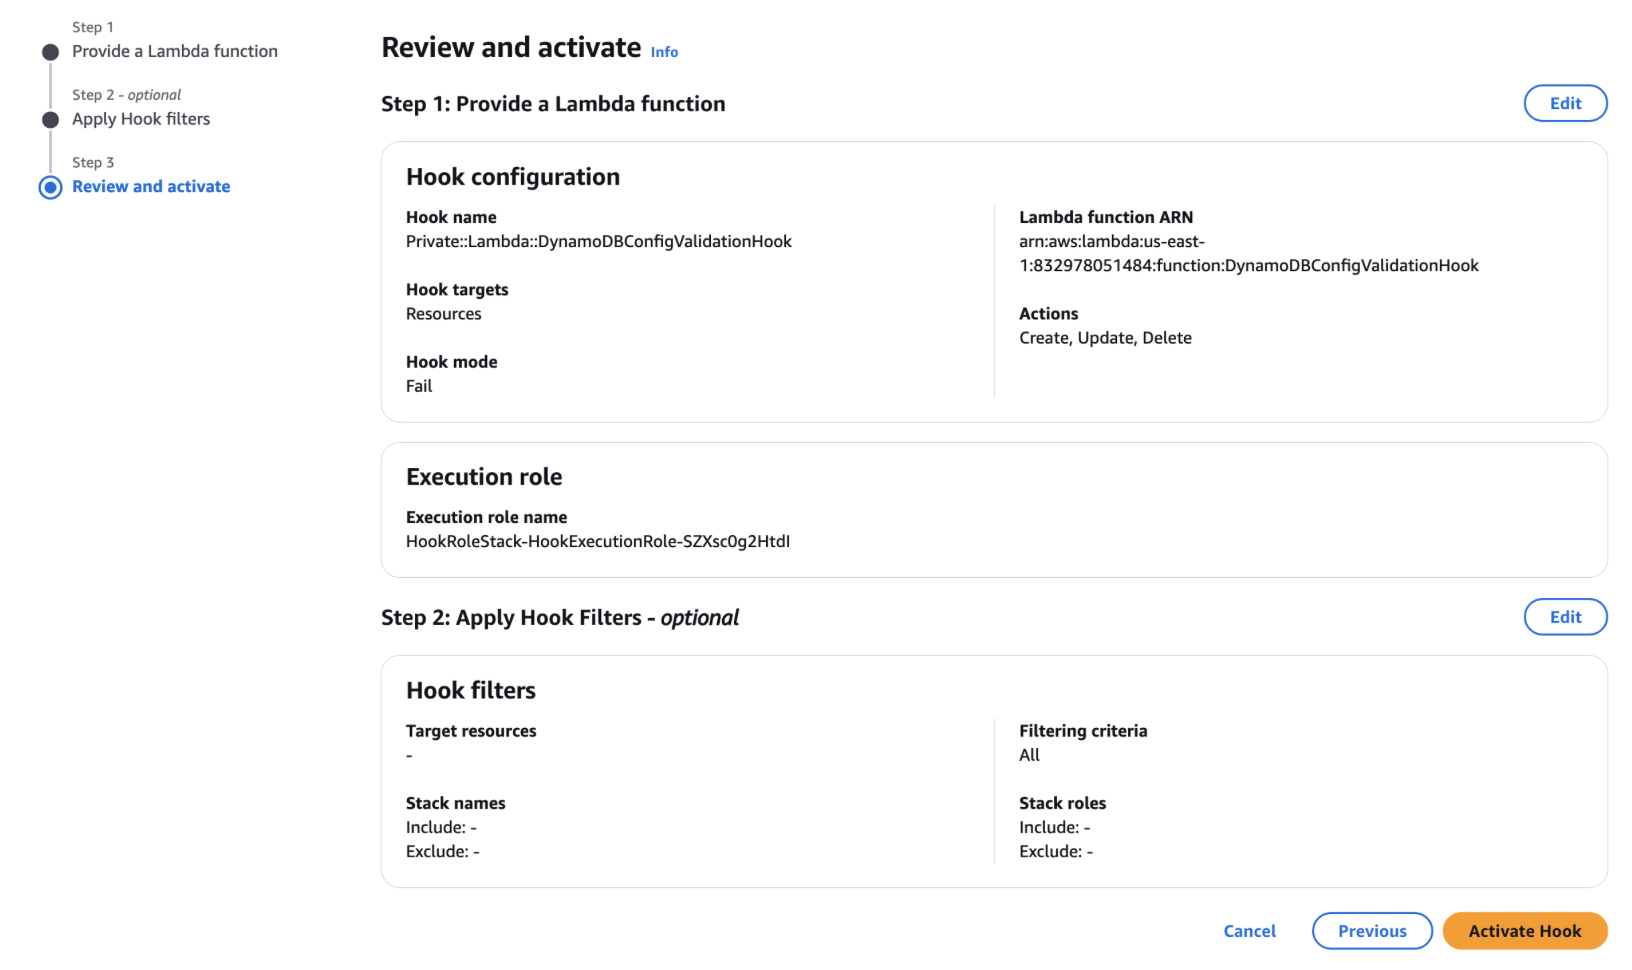 Step 1
Provide a Lambda function
Step 2 - optional
Apply Hook filters
Step 3
Review and activate
Review and activate Info
Step 1: Provide a Lambda function
Edit
Hook configuration
Hook name
Private::Lambda::DynamoDBConfigValidationHook
Hook targets
Resources
Hook mode
Fail
Lambda function ARN
arn:aws:lambda:us-east-
1:832978051484:function:DynamoDBConfigValidationHook
Actions
Create, Update, Delete
Execution role
Execution role name
HookRoleStack-HookExecutionRole-SZXsc0g2HtdI
Step 2: Apply Hook Filters - optional
Edit
Hook filters
Target resources
-
Stack names
Include: -
Exclude: -
Filtering criteria
All
Stack roles
Include: -
Exclude: -
Cancel
Previous
Activate Hook